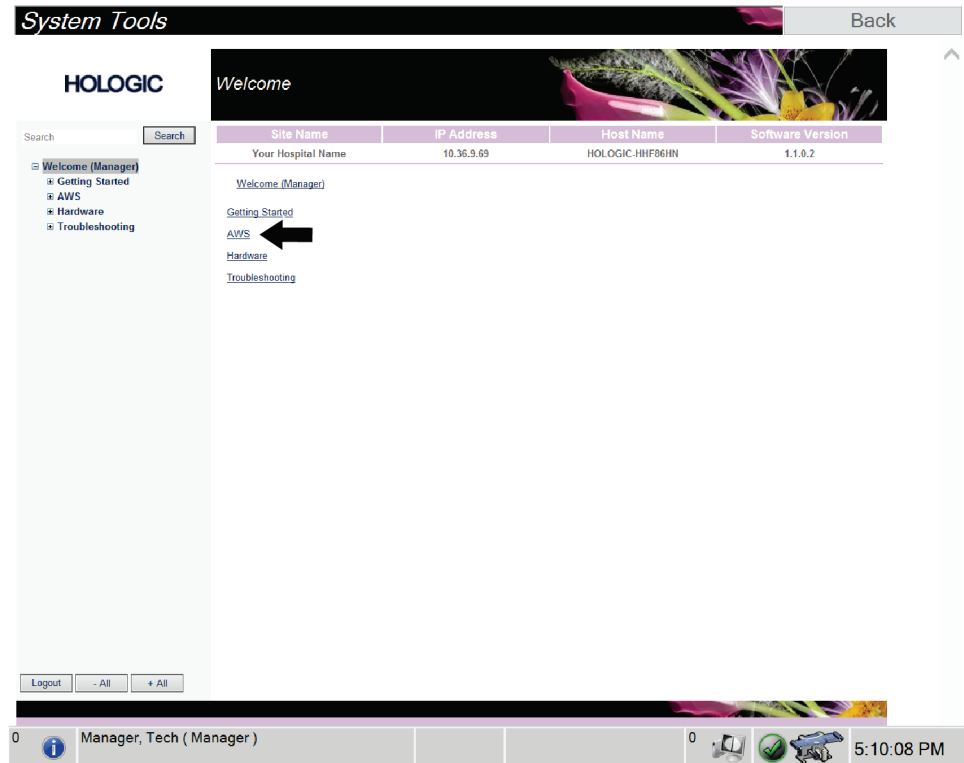 System Tools
Back
HOLOGIC
Welcome
Search
Search
Site Name IP Address Host Name Software Version
Your Hospital Name 10.36.9.69 HOLOGIC-HHF86HN 1.1.0.2
Welcome (Manager)
Getting Started
AWS
Hardware
Troubleshooting
Welcome (Manager)
Getting Started
AWS
Hardware
Troubleshooting
Logout - All + All
0 Manager, Tech ( Manager ) 0 5:10:08 PM